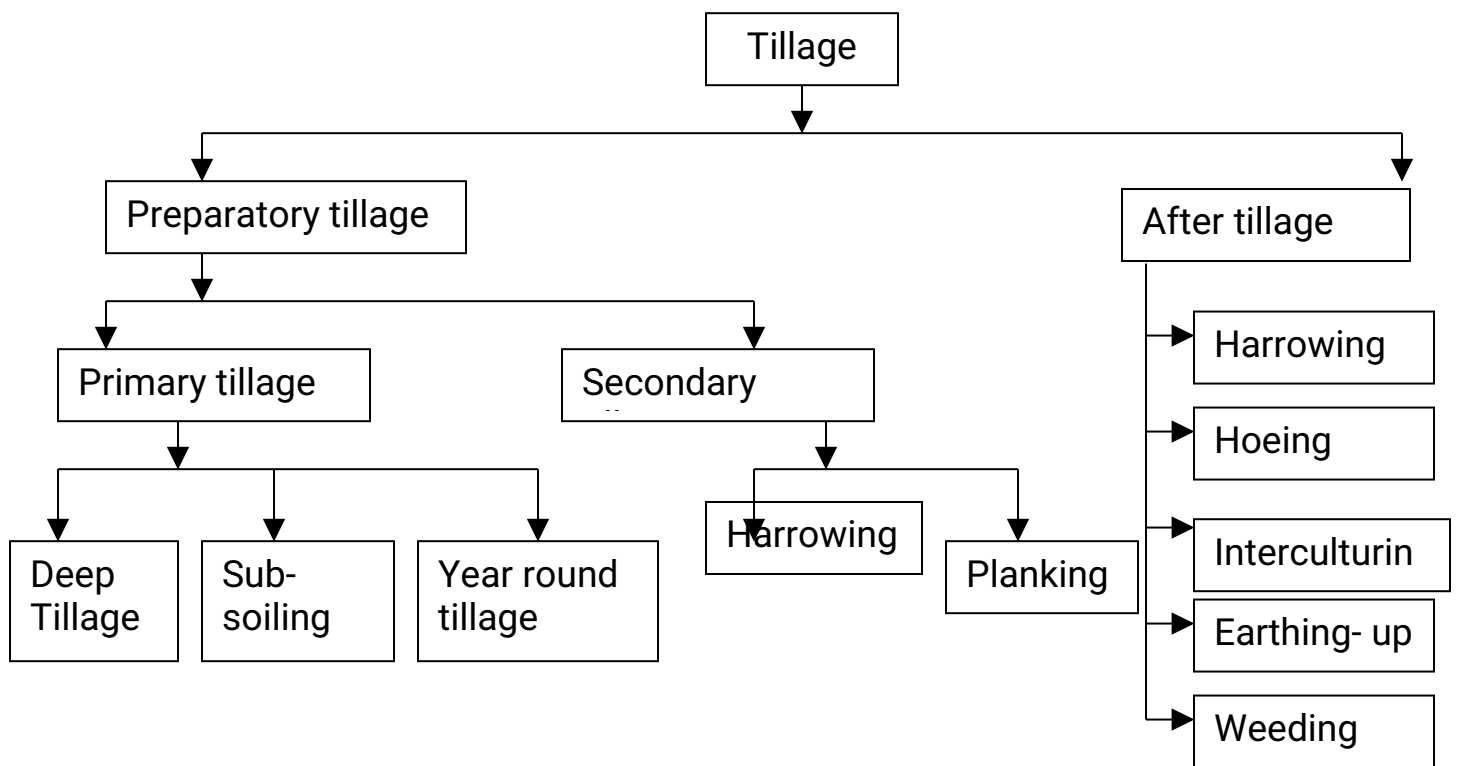 Tillage
Preparatory tillage
After tillage
Primary tillage
Secondary
Harrowing
Hoeing
Interculturin
Earthing- up
Weeding
Deep
Tillage
Sub-
soiling
Year round
tillage
Harrowing
Planking